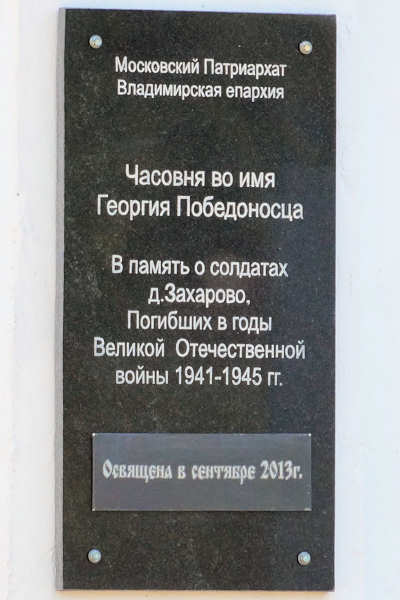 Московский Патриархат
Владимирская епархия
Часовня во имя
Георгия Победоносца
В память о солдатах
д.Захарово,
Погибших в годы
Великой Отечественной
войны 1941-1945 гг.
Освящена в сентябре 2013г.